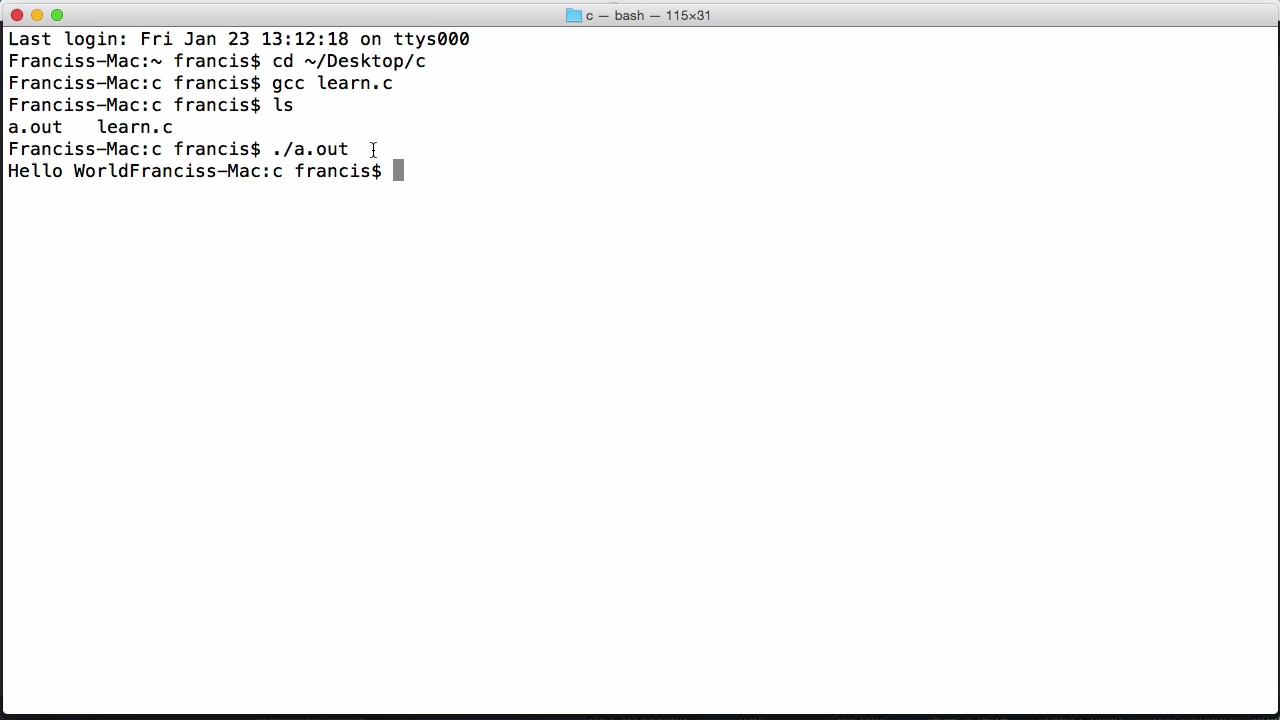 c — bash — 115×31
Last login: Fri Jan 23 13:12:18 on ttys000
Franciss-Mac:~ francis$ cd ~/Desktop/c
Franciss-Mac:c francis$ gcc learn.c
Franciss-Mac:c francis$ ls
a.out   learn.c
Franciss-Mac:c francis$ ./a.out
Hello WorldFranciss-Mac:c francis$